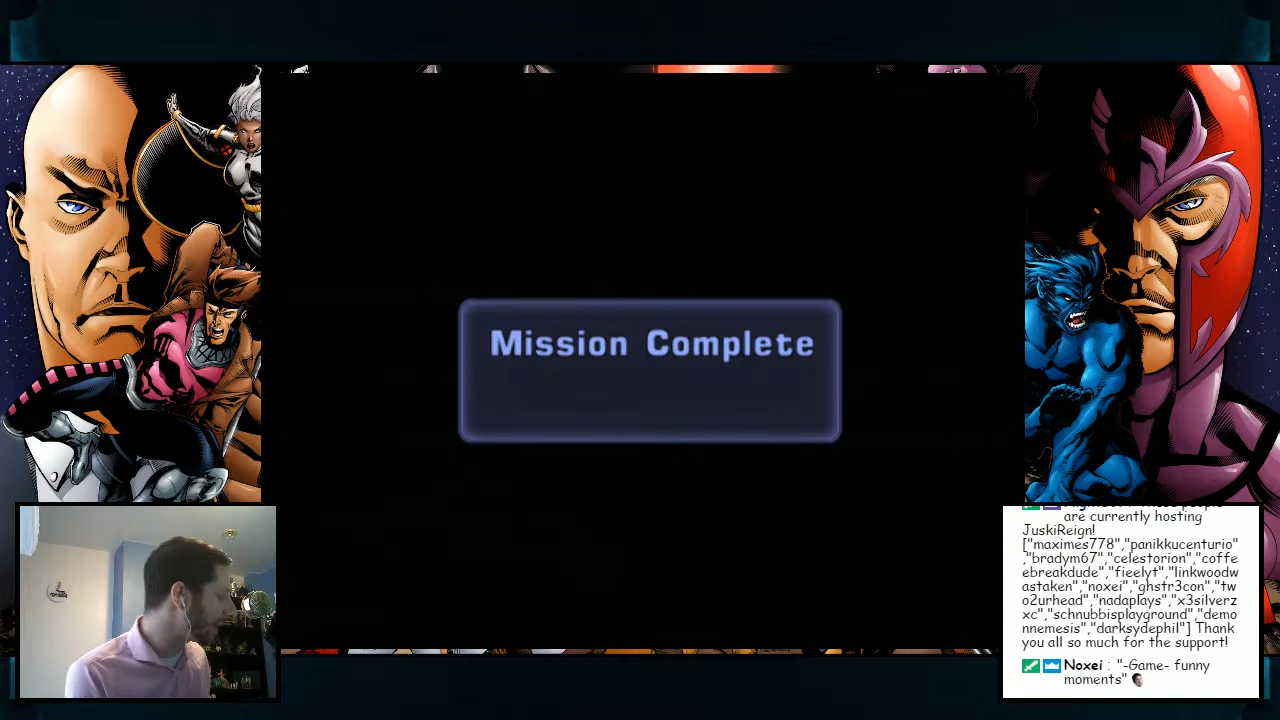 Mission Complete
are currently hosting
JuskiReign!
["maximes778","panikkucenturio"
,"bradym67","celestorion","coffe
ebreakdude","fieelyt","linkwoodw
astaken","noxei","ghstr3con","tw
o2urhead","nadaplays","x3silverz
xc","schnubbisplayground","demo
nnemesis","darksydephil"] Thank
you all so much for the support!
Noxei : "-Game- funny
moments"